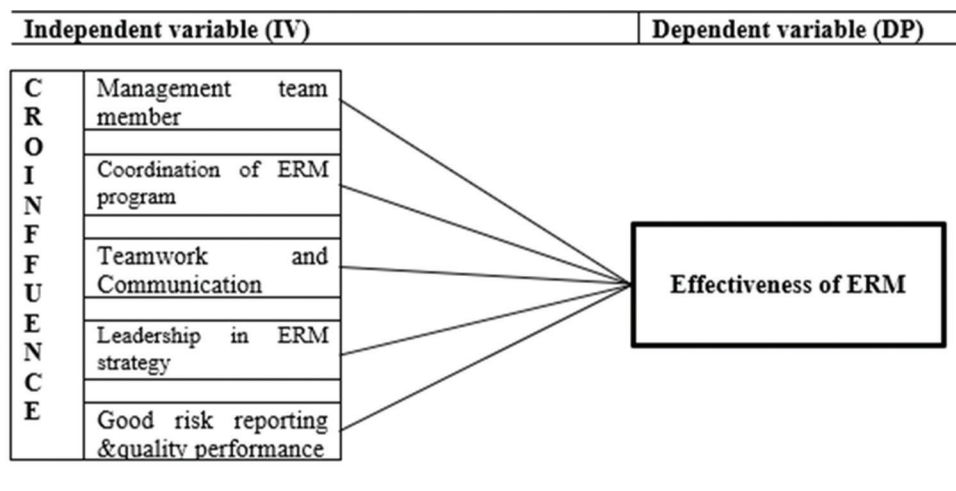 Independent variable (IV)
Dependent variable (DP)
C
R
O
I
N
F
F
U
E
N
C
E
Management team
member
Coordination of ERM
program
Teamwork and
Communication
Leadership in ERM
strategy
Good risk reporting
&quality performance
Effectiveness of ERM